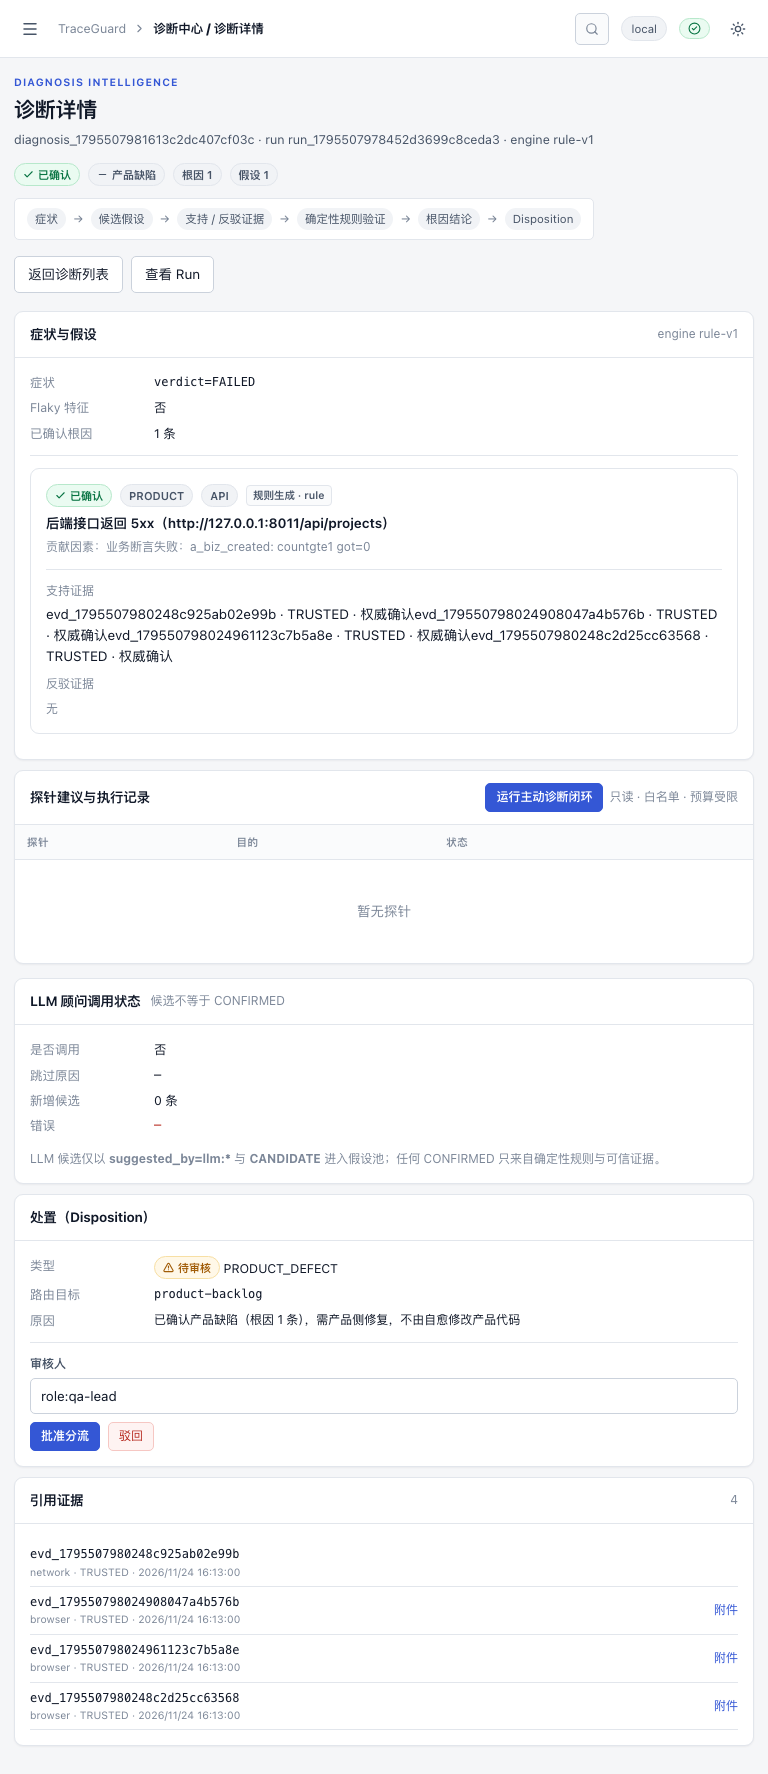 TraceGuard > 诊断中心 / 诊断详情
local
DIAGNOSIS INTELLIGENCE
诊断详情
diagnosis_1795507981613c2dc407cf03c · run run_1795507978452d3699c8ceda3 · engine rule-v1
已确认 – 产品缺陷 根因 1 假设 1
症状 → 候选假设 → 支持 / 反驳证据 → 确定性规则验证 → 根因结论 → Disposition
返回诊断列表 查看 Run
症状与假设 engine rule-v1
症状 verdict=FAILED
Flaky 特征 否
已确认根因 1 条
已确认 PRODUCT API 规则生成 · rule
后端接口返回 5xx（http://127.0.0.1:8011/api/projects）
贡献因素：业务断言失败：a_biz_created: countgte1 got=0
支持证据
evd_1795507980248c925ab02e99b · TRUSTED · 权威确认evd_179550798024908047a4b576b · TRUSTED
· 权威确认evd_179550798024961123c7b5a8e · TRUSTED · 权威确认evd_1795507980248c2d25cc63568 ·
TRUSTED · 权威确认
反驳证据
无
探针建议与执行记录 运行主动诊断闭环 只读 · 白名单 · 预算受限
探针 目的 状态
暂无探针
LLM 顾问调用状态 候选不等于 CONFIRMED
是否调用 否
跳过原因 –
新增候选 0 条
错误 –
LLM 候选仅以 suggested_by=llm:* 与 CANDIDATE 进入假设池；任何 CONFIRMED 只来自确定性规则与可信证据。
处置（Disposition）
类型 待审核 PRODUCT_DEFECT
路由目标 product-backlog
原因 已确认产品缺陷（根因 1 条），需产品侧修复，不由自愈修改产品代码
审核人
role:qa-lead
批准分流 驳回
引用证据 4
evd_1795507980248c925ab02e99b
network · TRUSTED · 2026/11/24 16:13:00
evd_179550798024908047a4b576b
browser · TRUSTED · 2026/11/24 16:13:00 附件
evd_179550798024961123c7b5a8e
browser · TRUSTED · 2026/11/24 16:13:00 附件
evd_1795507980248c2d25cc63568
browser · TRUSTED · 2026/11/24 16:13:00 附件